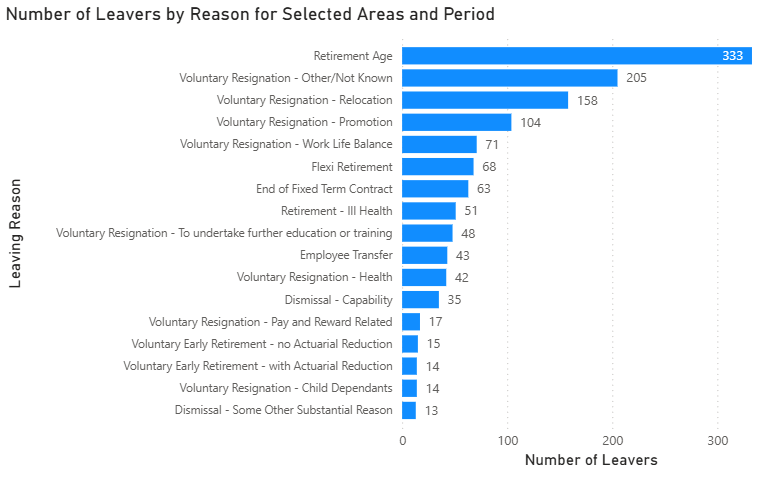 Number of Leavers by Reason for Selected Areas and Period
Leaving Reason
Retirement Age 333
Voluntary Resignation - Other/Not Known 205
Voluntary Resignation - Relocation 158
Voluntary Resignation - Promotion 104
Voluntary Resignation - Work Life Balance 71
Flexi Retirement 68
End of Fixed Term Contract 63
Retirement - Ill Health 51
Voluntary Resignation - To undertake further education or training 48
Employee Transfer 43
Voluntary Resignation - Health 42
Dismissal - Capability 35
Voluntary Resignation - Pay and Reward Related 17
Voluntary Early Retirement - no Actuarial Reduction 15
Voluntary Early Retirement - with Actuarial Reduction 14
Voluntary Resignation - Child Dependants 14
Dismissal - Some Other Substantial Reason 13
0 100 200 300
Number of Leavers